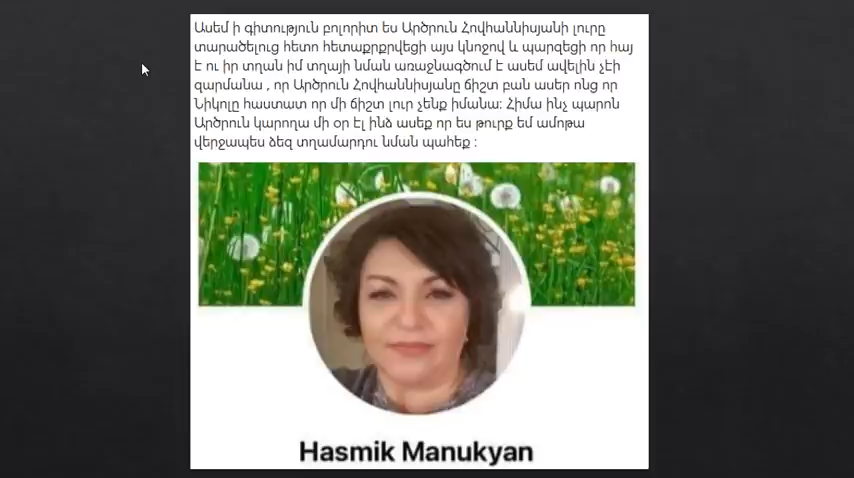 Ասեմ ի գիտություն բոլորիտ ես Արծրուն Հովհաննիսյանի լուրը
տարածելուց հետո հետաքրքրվեցի այս կնոջով և պարզեցի որ հայ
է ու իր տղան իմ տղայի նման առաջնագծում է ասեմ ավելին չէի
զարմանա , որ Արծրուն Հովհաննիսյանը ճիշտ բան ասեր ոնց որ
Նիկոլը հաստատ որ մի ճիշտ լուր չենք իմանա։ Հիմա ինչ պարոն
Արծրուն կարողա մի օր էլ ինձ ասեք որ ես թուրք եմ ամոթա
վերջապես ձեզ տղամարդու նման պահեք ։
Hasmik Manukyan